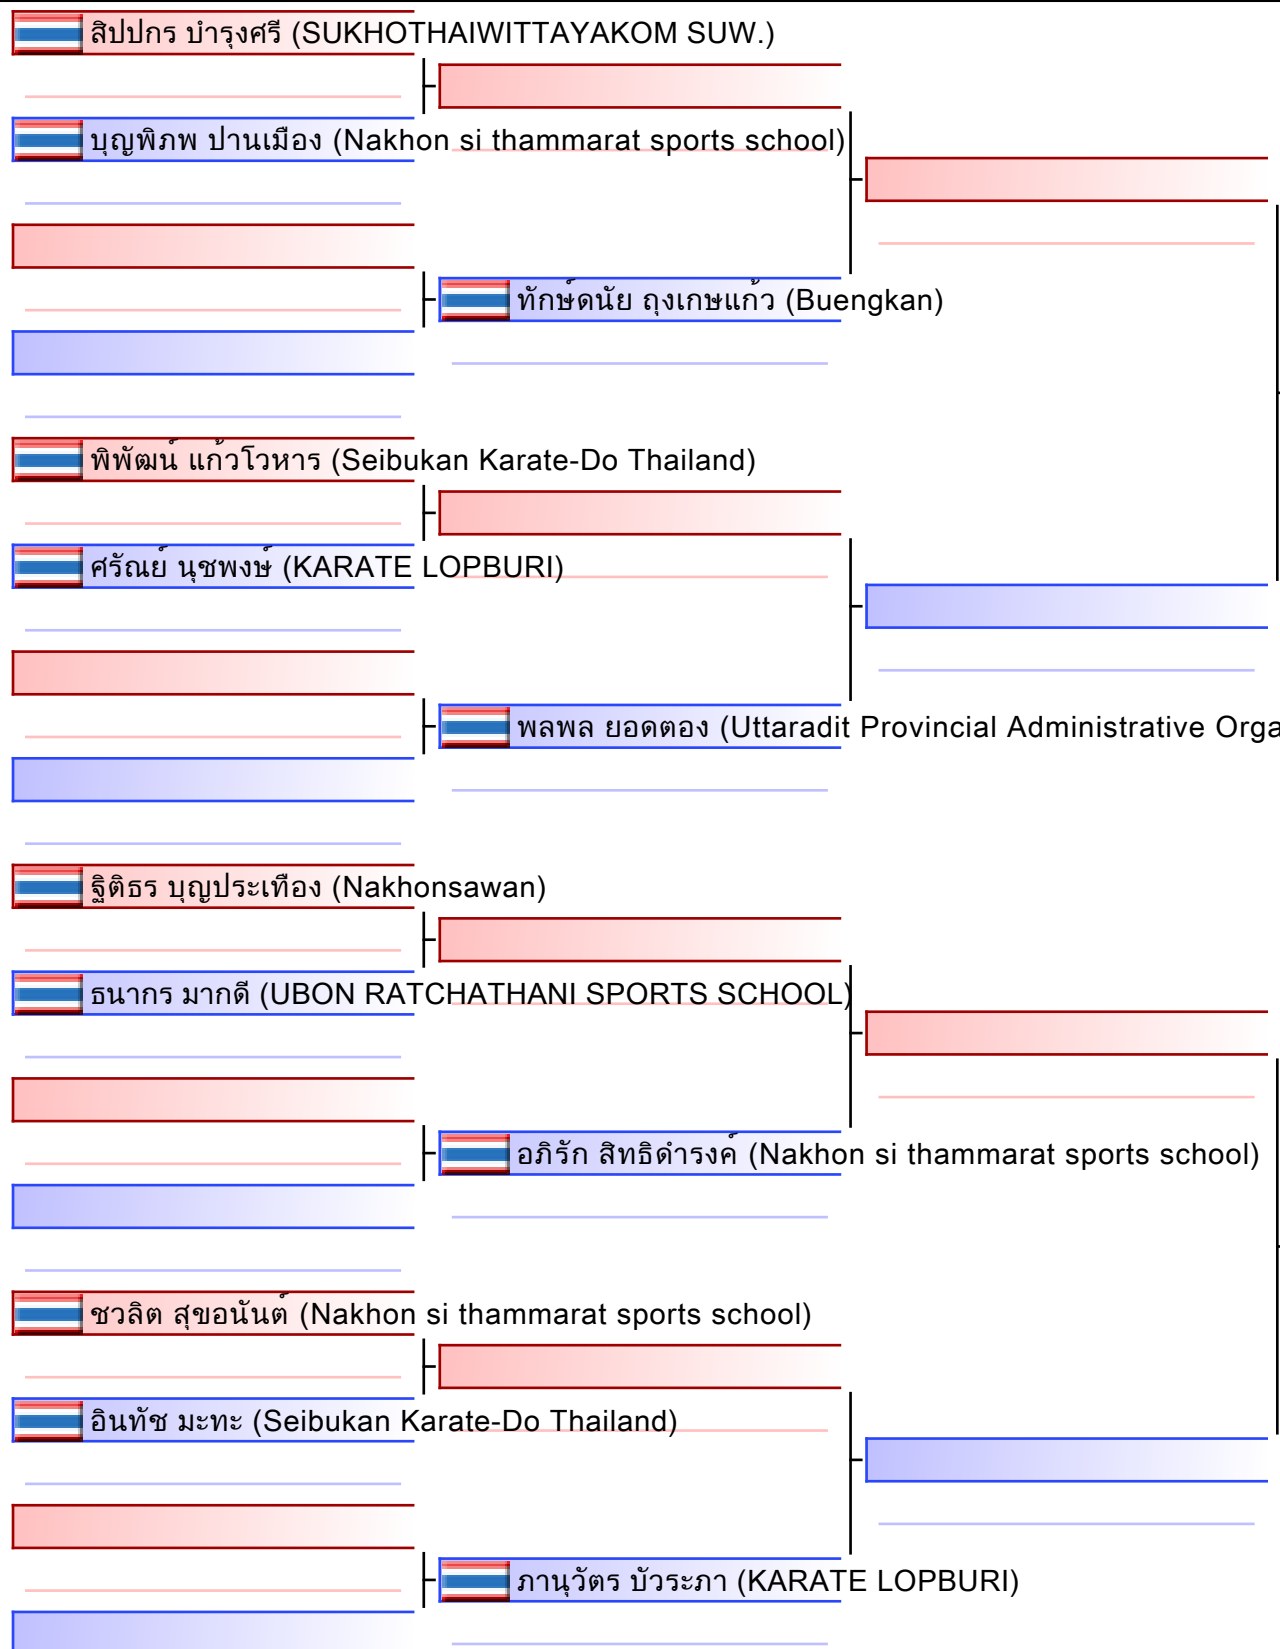 สิปปกร บำรุงศรี (SUKHOTHAIWITTAYAKOM SUW.)
บุญพิภพ ปานเมือง (Nakhon si thammarat sports school)
ทักษ์ดนัย ถุงเกษแก้ว (Buengkan)
พิพัฒน์ แก้วโวหาร (Seibukan Karate-Do Thailand)
ศรัณย์ นุชพงษ์ (KARATE LOPBURI)
พลพล ยอดตอง (Uttaradit Provincial Administrative Orga
ฐิติธร บุญประเทือง (Nakhonsawan)
ธนากร มากดี (UBON RATCHATHANI SPORTS SCHOOL)
อภิรัก สิทธิดำรงค์ (Nakhon si thammarat sports school)
ชวลิต สุขอนันต์ (Nakhon si thammarat sports school)
อินทัช มะทะ (Seibukan Karate-Do Thailand)
ภานุวัตร บัวระภา (KARATE LOPBURI)